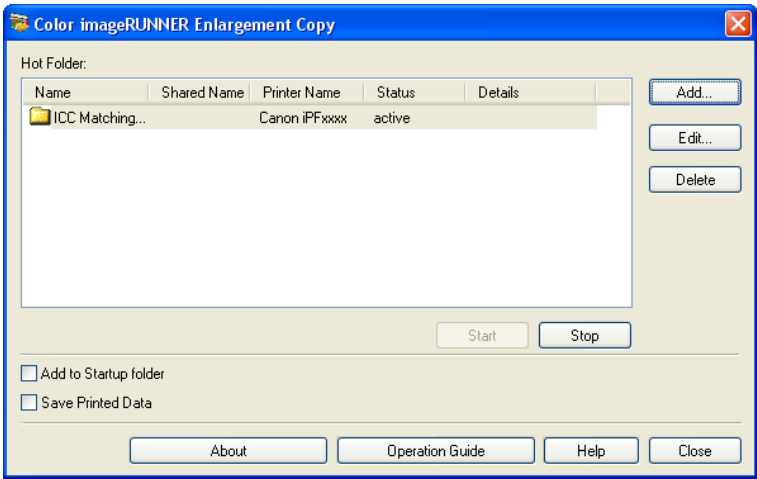 Color imageRUNNER Enlargement Copy
Hot Folder:
Name Shared Name Printer Name Status Details
Add...
ICC Matching... Canon iPFxxxx active
Edit...
Delete
Start Stop
Add to Startup folder
Save Printed Data
About Operation Guide Help Close